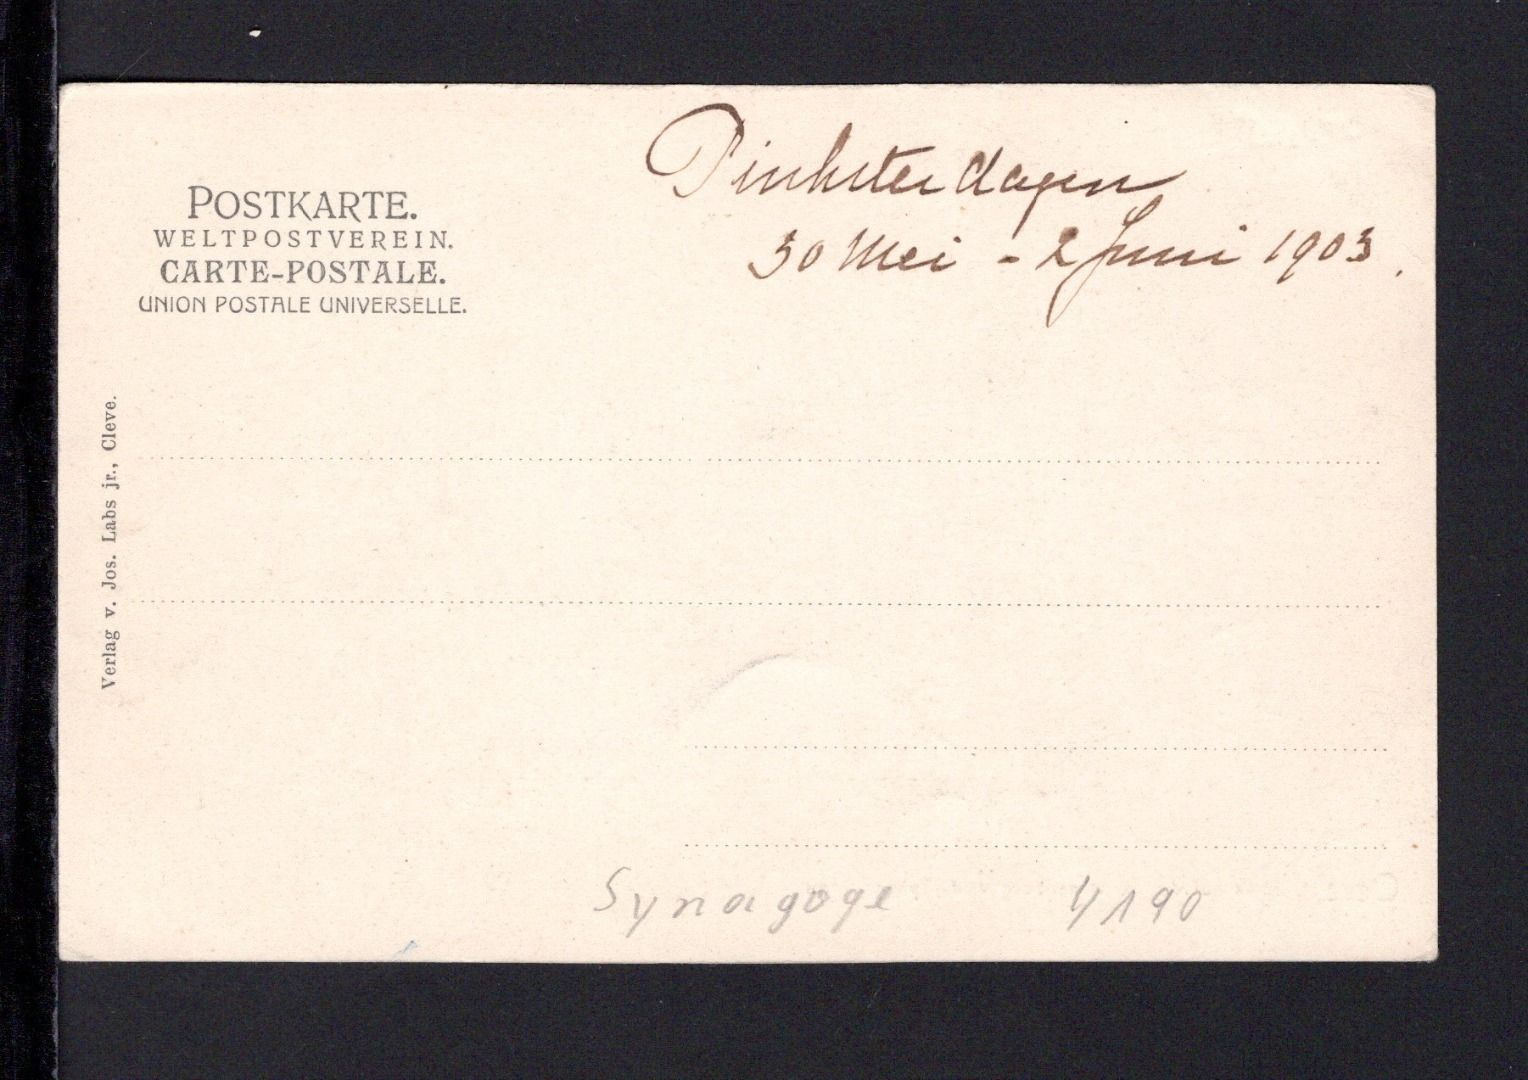 Pinksterdagen
30 Mei - 2 Juni 1903.
POSTKARTE.
WELTPOSTVEREIN.
CARTE-POSTALE.
UNION POSTALE UNIVERSELLE.
Verlag v. Jos. Labs jr., Cleve.
Synagoge